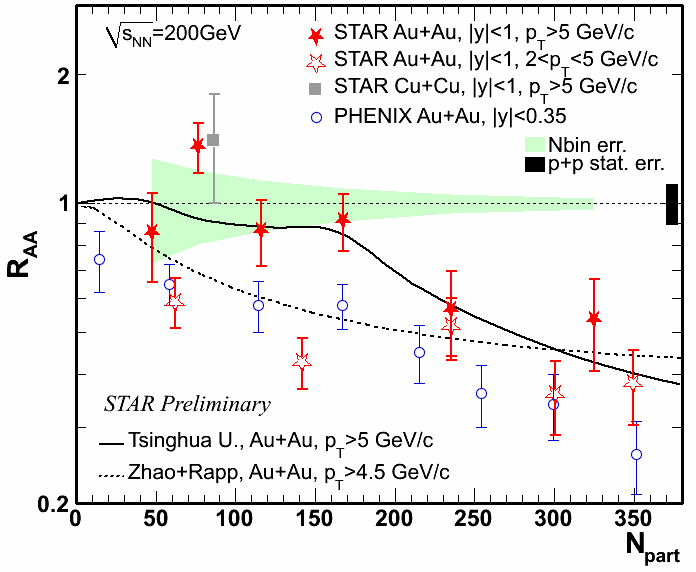 √s_NN=200GeV
STAR Au+Au, |y|<1, p_T>5 GeV/c
STAR Au+Au, |y|<1, 2<p_T<5 GeV/c
STAR Cu+Cu, |y|<1, p_T>5 GeV/c
PHENIX Au+Au, |y|<0.35
Nbin err.
p+p stat. err.
2
1
0.2
R_AA
STAR Preliminary
Tsinghua U., Au+Au, p_T>5 GeV/c
Zhao+Rapp, Au+Au, p_T>4.5 GeV/c
0 50 100 150 200 250 300 350
N_part